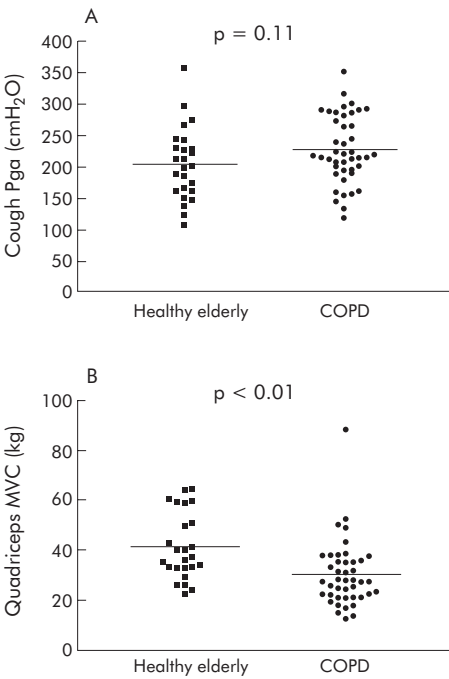 A
p = 0.11
400
350
300
250
200
150
100
50
0
Cough Pga (cmH₂O)
Healthy elderly
COPD
B
p < 0.01
100
80
60
40
20
0
Quadriceps MVC (kg)
Healthy elderly
COPD